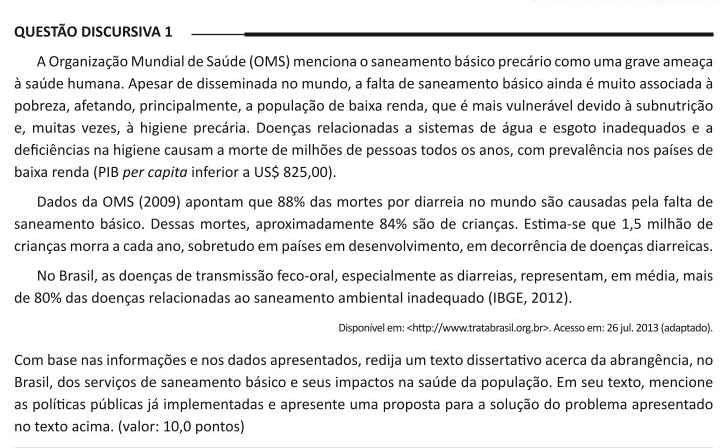 QUESTÃO DISCURSIVA 1
A Organização Mundial de Saúde (OMS) menciona o saneamento básico precário como uma grave ameaça
à saúde humana. Apesar de disseminada no mundo, a falta de saneamento básico ainda é muito associada à
pobreza, afetando, principalmente, a população de baixa renda, que é mais vulnerável devido à subnutrição
e, muitas vezes, à higiene precária. Doenças relacionadas a sistemas de água e esgoto inadequados e a
deficiências na higiene causam a morte de milhões de pessoas todos os anos, com prevalência nos países de
baixa renda (PIB per capita inferior a US$ 825,00).
Dados da OMS (2009) apontam que 88% das mortes por diarreia no mundo são causadas pela falta de
saneamento básico. Dessas mortes, aproximadamente 84% são de crianças. Estima-se que 1,5 milhão de
crianças morra a cada ano, sobretudo em países em desenvolvimento, em decorrência de doenças diarreicas.
No Brasil, as doenças de transmissão feco-oral, especialmente as diarreias, representam, em média, mais
de 80% das doenças relacionadas ao saneamento ambiental inadequado (IBGE, 2012).
Disponível em: <http://www.tratabrasil.org.br>. Acesso em: 26 jul. 2013 (adaptado).
Com base nas informações e nos dados apresentados, redija um texto dissertativo acerca da abrangência, no
Brasil, dos serviços de saneamento básico e seus impactos na saúde da população. Em seu texto, mencione
as políticas públicas já implementadas e apresente uma proposta para a solução do problema apresentado
no texto acima. (valor: 10,0 pontos)